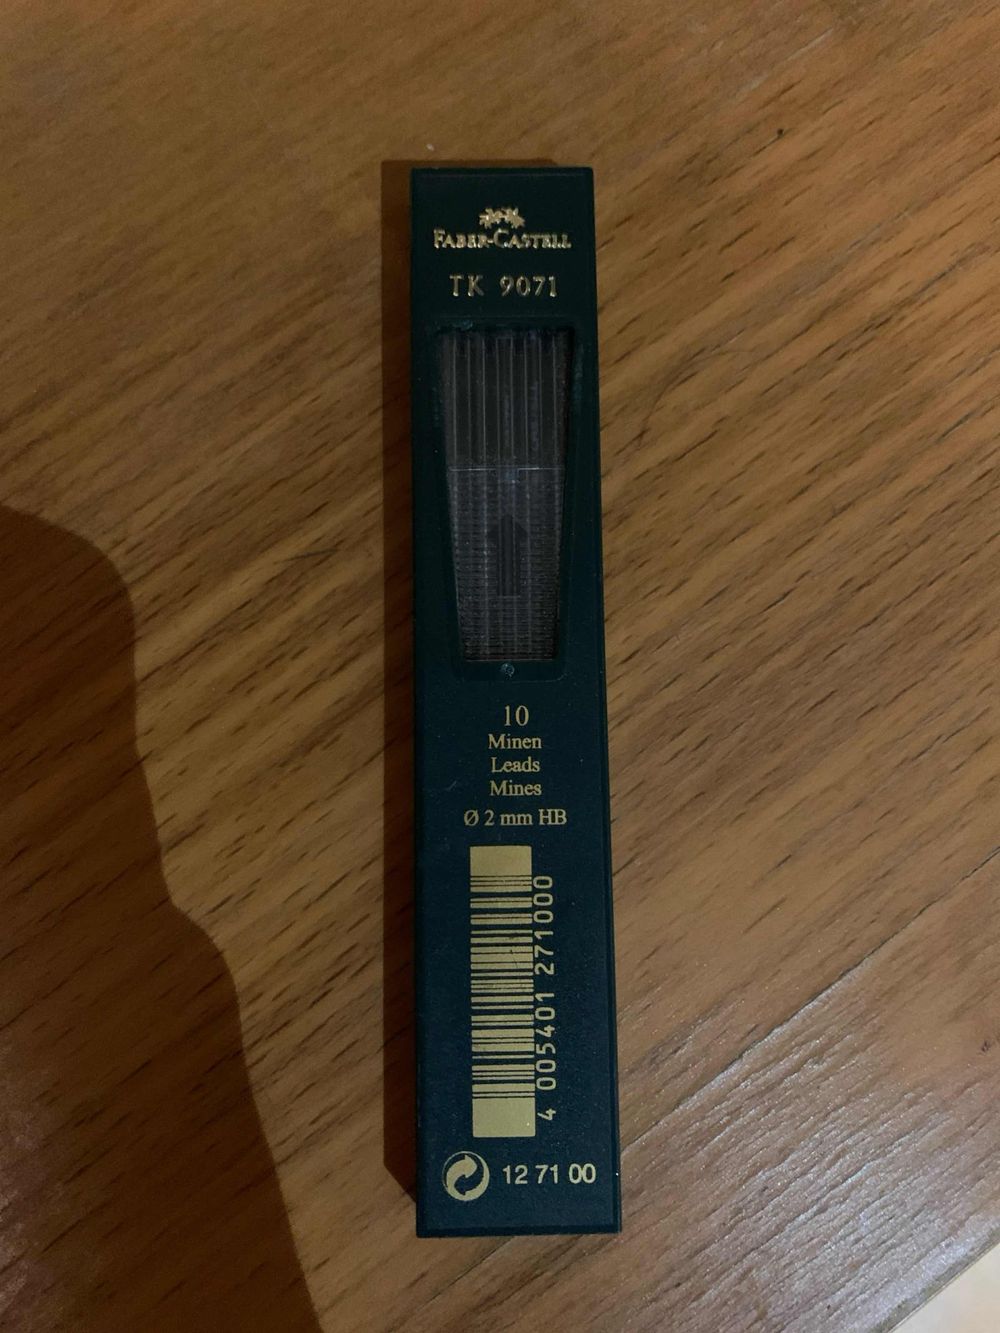 FABER-CASTELL
TK 9071
10
Minen
Leads
Mines
Ø 2 mm HB
4 005401 271000
12 71 00